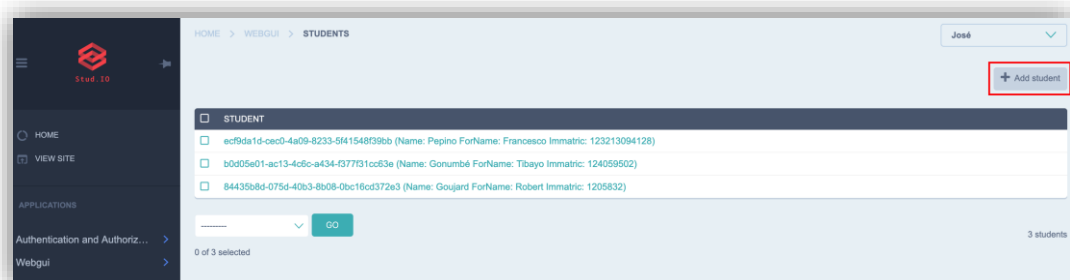 HOME > WEBGUI > STUDENTS
José
Stud.IO
+ Add student
STUDENT
ecf9da1d-cec0-4a09-8233-5f41548f39bb (Name: Pepino ForName: Francesco Immatric: 123213094128)
b0d05e01-ac13-4c6c-a434-f377f31cc63e (Name: Gonumbé ForName: Tibayo Immatric: 124059502)
84435b8d-075d-40b3-8b08-0bc16cd372e3 (Name: Goujard ForName: Robert Immatric: 1205832)
HOME
VIEW SITE
APPLICATIONS
Authentication and Authoriz... >
Webgui >
---------
GO
3 students
0 of 3 selected